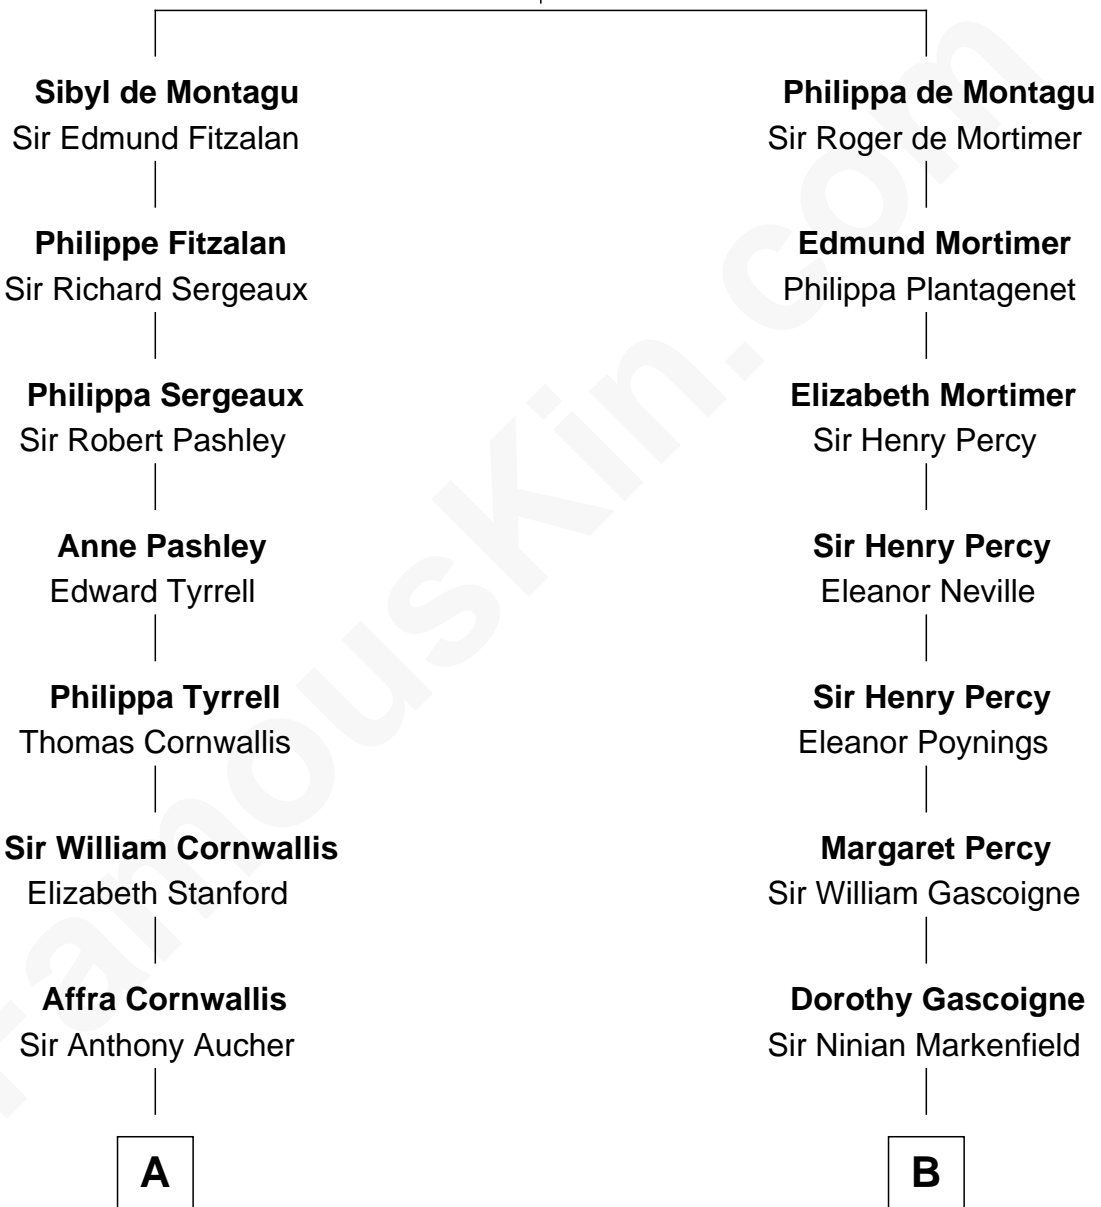 Sibyl de Montagu
Sir Edmund Fitzalan
Philippe Fitzalan
Sir Richard Sergeaux
Philippa Sergeaux
Sir Robert Pashley
Anne Pashley
Edward Tyrrell
Philippa Tyrrell
Thomas Cornwallis
Sir William Cornwallis
Elizabeth Stanford
Affra Cornwallis
Sir Anthony Aucher
A
Philippa de Montagu
Sir Roger de Mortimer
Edmund Mortimer
Philippa Plantagenet
Elizabeth Mortimer
Sir Henry Percy
Sir Henry Percy
Eleanor Neville
Sir Henry Percy
Eleanor Poynings
Margaret Percy
Sir William Gascoigne
Dorothy Gascoigne
Sir Ninian Markenfield
B
FamousKin.com